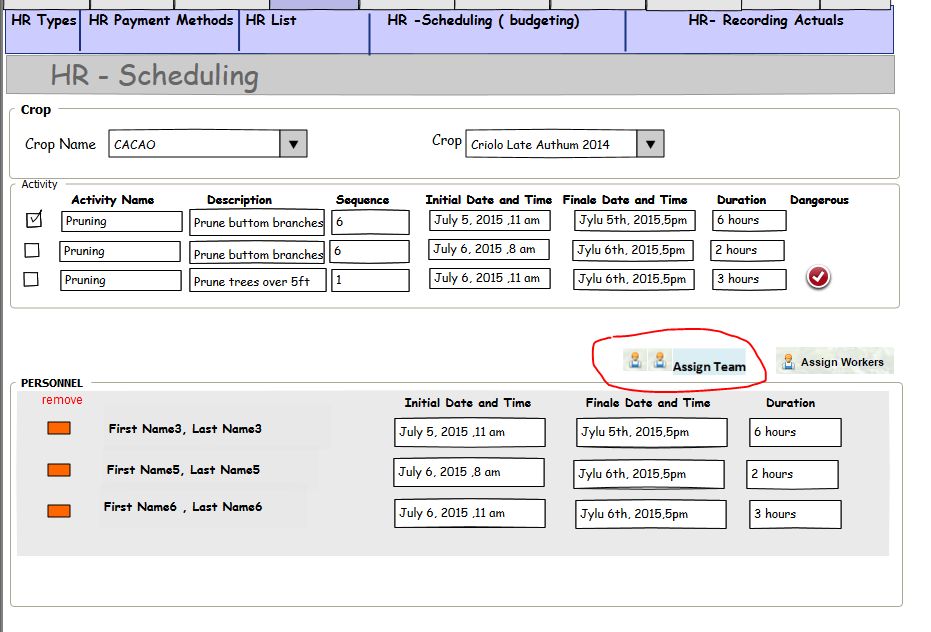 HR Types HR Payment Methods HR List HR -Scheduling ( budgeting) HR- Recording Actuals
HR - Scheduling
Crop
Crop Name CACAO Crop Criolo Late Authum 2014
Activity
Activity Name Description Sequence Initial Date and Time Finale Date and Time Duration Dangerous
Pruning Prune buttom branches 6 July 5, 2015 ,11 am Jylu 5th, 2015,5pm 6 hours
Pruning Prune buttom branches 6 July 6, 2015 ,8 am Jylu 6th, 2015,5pm 2 hours
Pruning Prune trees over 5ft 1 July 6, 2015 ,11 am Jylu 6th, 2015,5pm 3 hours
Assign Team Assign Workers
PERSONNEL
remove Initial Date and Time Finale Date and Time Duration
First Name3, Last Name3 July 5, 2015 ,11 am Jylu 5th, 2015,5pm 6 hours
First Name5, Last Name5 July 6, 2015 ,8 am Jylu 6th, 2015,5pm 2 hours
First Name6 , Last Name6 July 6, 2015 ,11 am Jylu 6th, 2015,5pm 3 hours